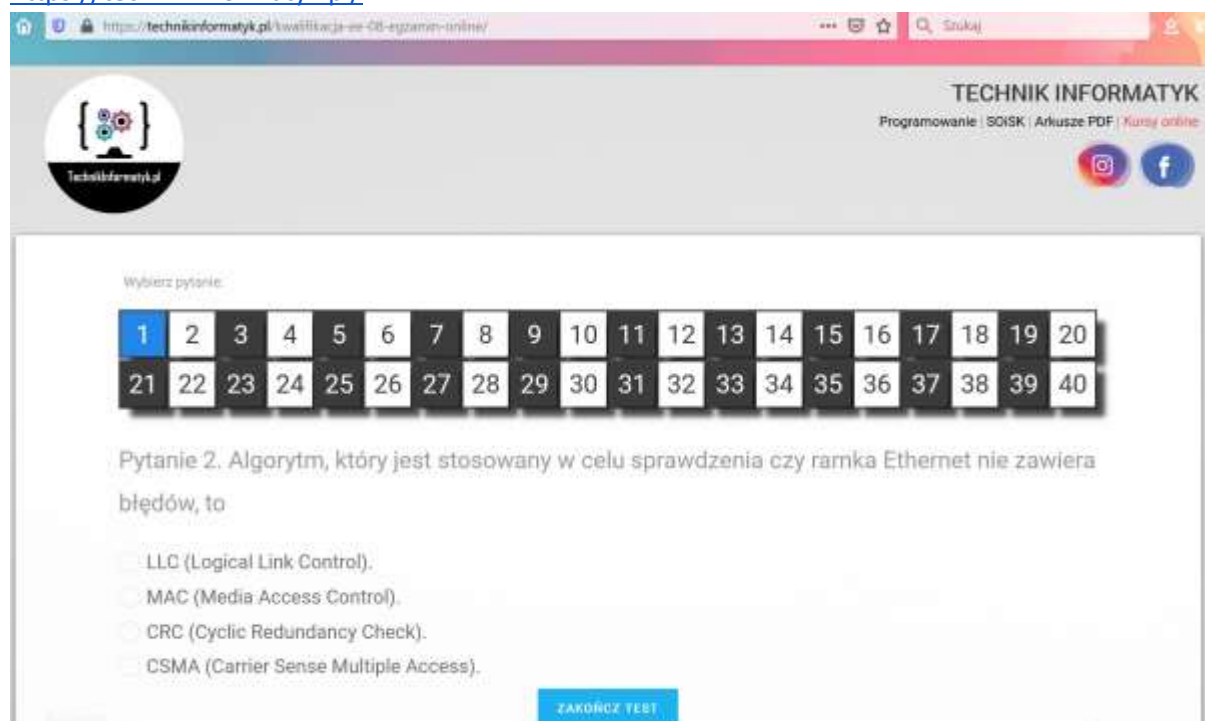 https://technikinformatyk.pl/kwalifikacja-ee-08-egzamin-online/
Szukaj
TECHNIK INFORMATYK
Programowanie | SOiSK | Arkusze PDF | Kursy online
TechnikInformatyk.pl
Wybierz pytanie:
1 2 3 4 5 6 7 8 9 10 11 12 13 14 15 16 17 18 19 20
21 22 23 24 25 26 27 28 29 30 31 32 33 34 35 36 37 38 39 40
Pytanie 2. Algorytm, który jest stosowany w celu sprawdzenia czy ramka Ethernet nie zawiera
błędów, to
LLC (Logical Link Control).
MAC (Media Access Control).
CRC (Cyclic Redundancy Check).
CSMA (Carrier Sense Multiple Access).
ZAKOŃCZ TEST